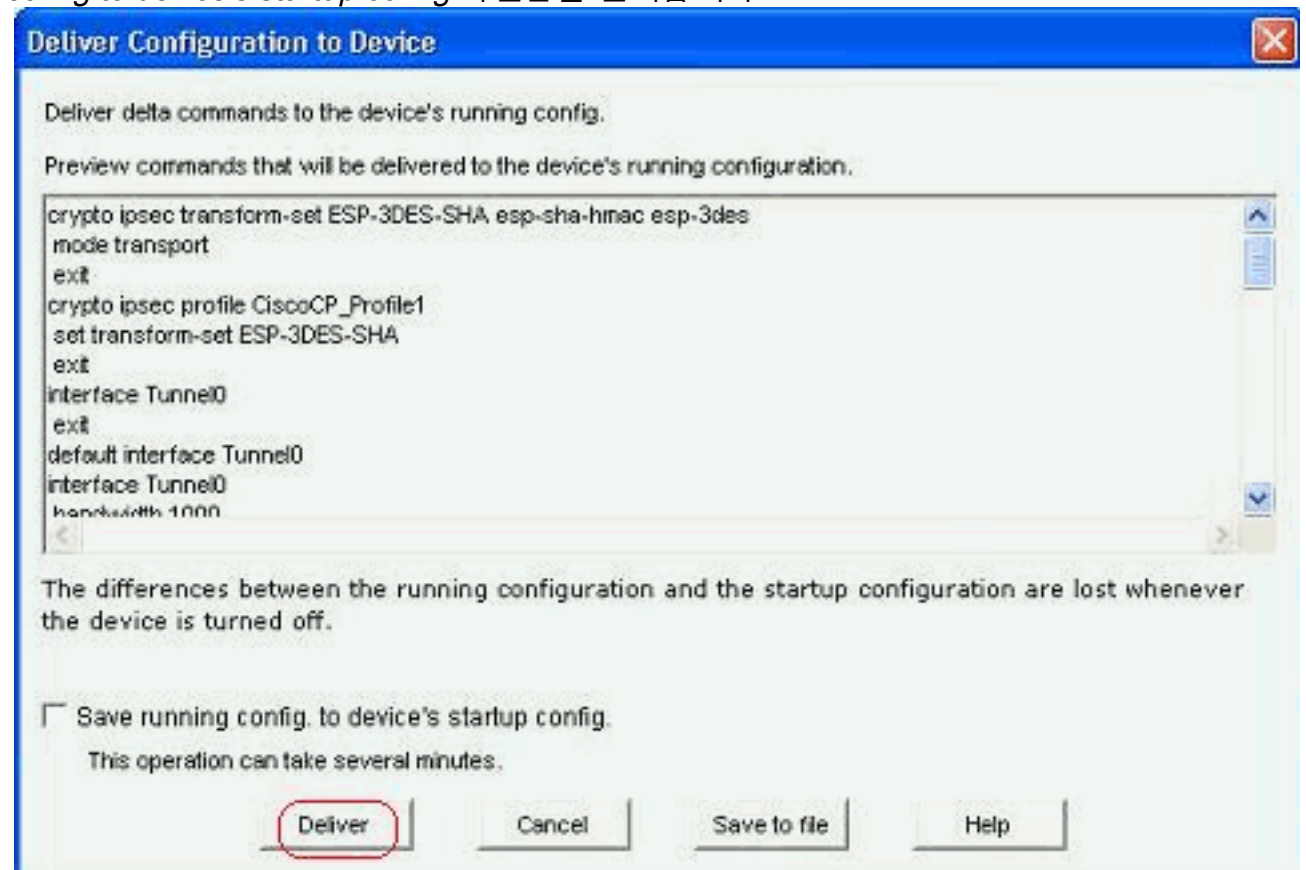 Deliver Configuration to Device
Deliver delta commands to the device's running config.
Preview commands that will be delivered to the device's running configuration.
crypto ipsec transform-set ESP-3DES-SHA esp-sha-hmac esp-3des
mode transport
exit
crypto ipsec profile CiscoCP_Profile1
set transform-set ESP-3DES-SHA
exit
interface Tunnel0
exit
default interface Tunnel0
interface Tunnel0
bandwidth 1000
The differences between the running configuration and the startup configuration are lost whenever
the device is turned off.
Save running config. to device's startup config.
This operation can take several minutes.
Deliver
Cancel
Save to file
Help